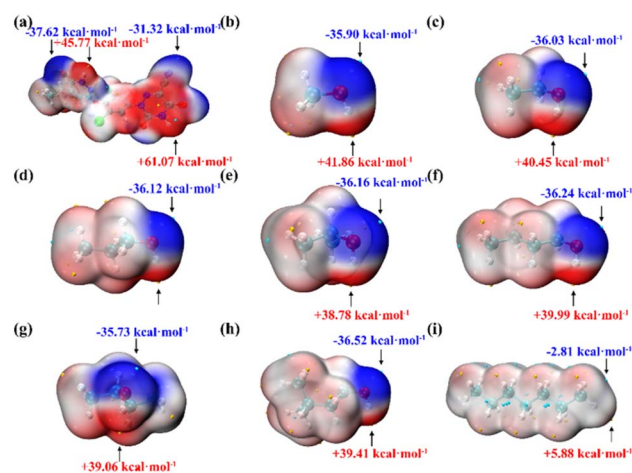 (a)
-37.62 kcal·mol-1
+45.77 kcal·mol-1
-31.32 kcal·mol-1
+61.07 kcal·mol-1
(b)
-35.90 kcal·mol-1
+41.86 kcal·mol-1
(c)
-36.03 kcal·mol-1
+40.45 kcal·mol-1
(d)
-36.12 kcal·mol-1
(e)
-36.16 kcal·mol-1
+38.78 kcal·mol-1
(f)
-36.24 kcal·mol-1
+39.99 kcal·mol-1
(g)
-35.73 kcal·mol-1
+39.06 kcal·mol-1
(h)
-36.52 kcal·mol-1
+39.41 kcal·mol-1
(i)
-2.81 kcal·mol-1
+5.88 kcal·mol-1